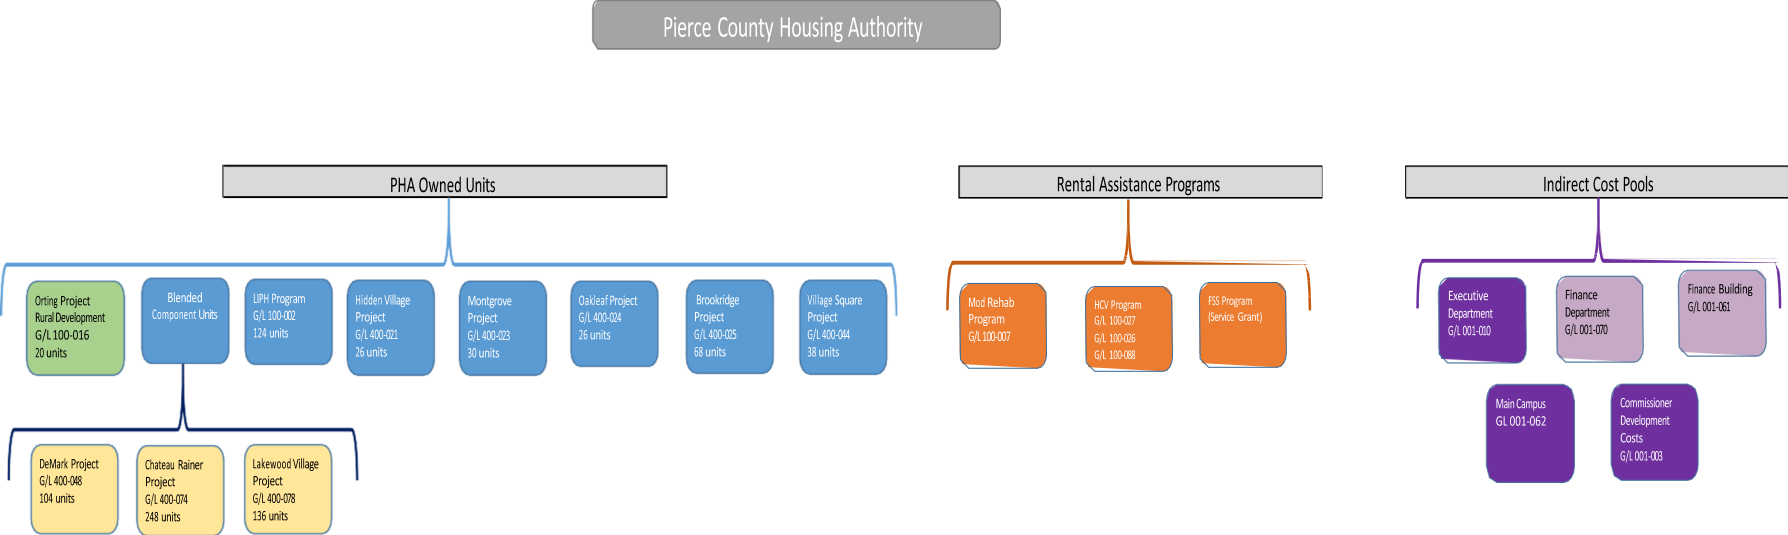 Pierce County Housing Authority
PHA Owned Units
Rental Assistance Programs
Indirect Cost Pools
Orting Project
Rural Development
G/L 100-016
20 units
Blended
Component Units
LIPH Program
G/L 100-002
124 units
Hidden Village
Project
G/L 400-021
26 units
Montgrove
Project
G/L 400-023
30 units
Oakleaf Project
G/L 400-024
26 units
Brookridge
Project
G/L 400-025
68 units
Village Square
Project
G/L 400-044
38 units
Mod Rehab
Program
G/L 100-007
HCV Program
G/L 100-027
G/L 100-026
G/L 100-088
FSS Program
(Service Grant)
Executive
Department
G/L 001-010
Finance
Department
G/L 001-070
Finance Building
G/L 001-061
Main Campus
GL 001-062
Commissioner
Development
Costs
G/L 001-003
DeMark Project
G/L 400-048
104 units
Chateau Rainer
Project
G/L 400-074
248 units
Lakewood Village
Project
G/L 400-078
136 units